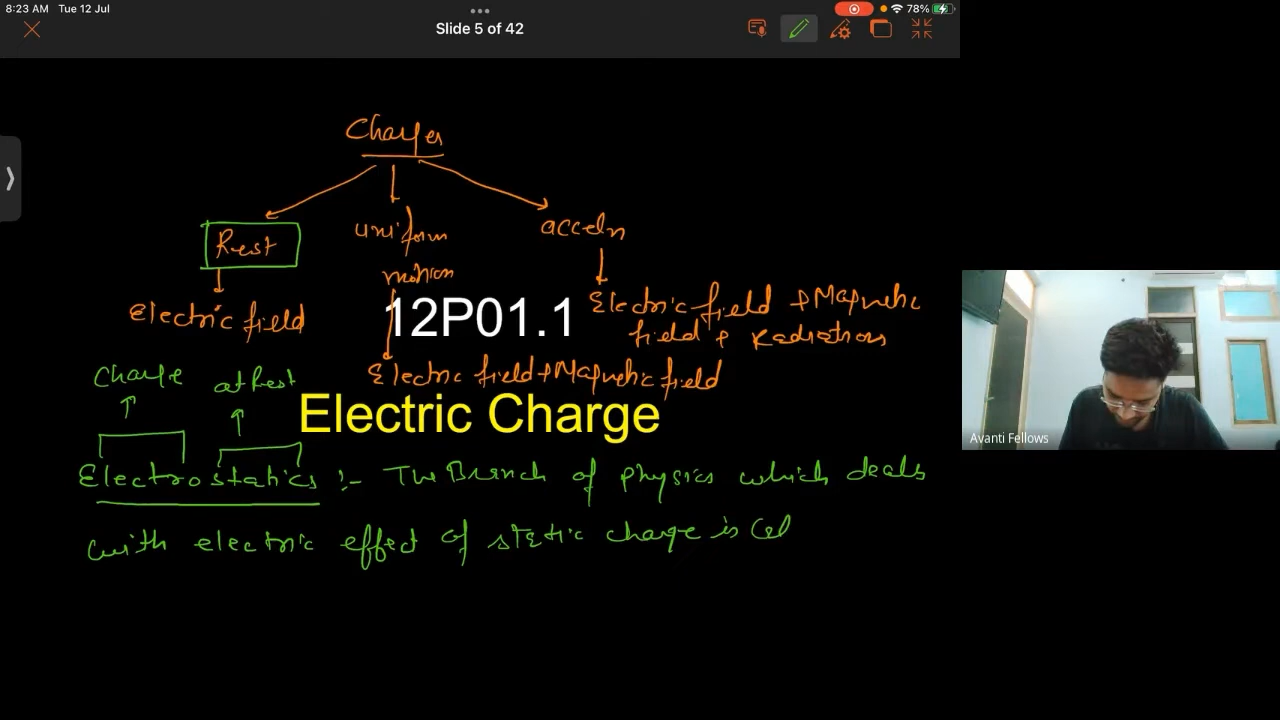 8:23 AM Tue 12 Jul
78%
Slide 5 of 42
Charges
Rest
uniform
motion
acceln
Electric field
12P01.1
Electric field + Magnetic
field + Radiations
Electric field + Magnetic field
Charge at Rest
Electric Charge
Electrostatics :- The Branch of physics which deals
with electric effect of static charge is Cal
Avanti Fellows